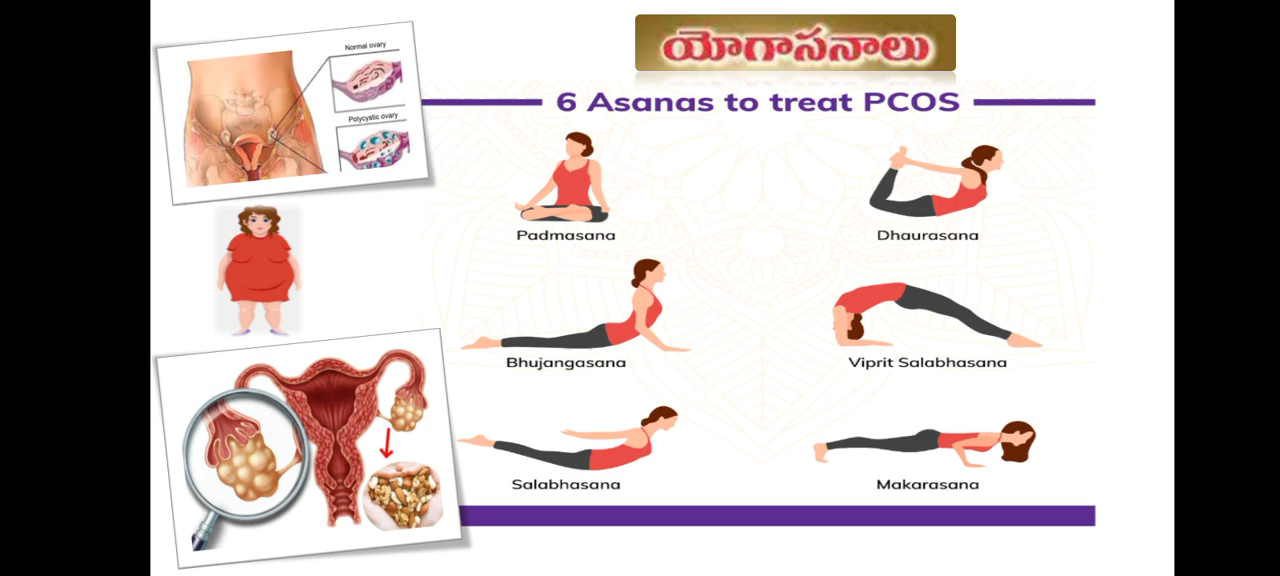 యోగాసనాలు
6 Asanas to treat PCOS
Normal ovary
Polycystic ovary
Padmasana
Dhaurasana
Bhujangasana
Viprit Salabhasana
Salabhasana
Makarasana